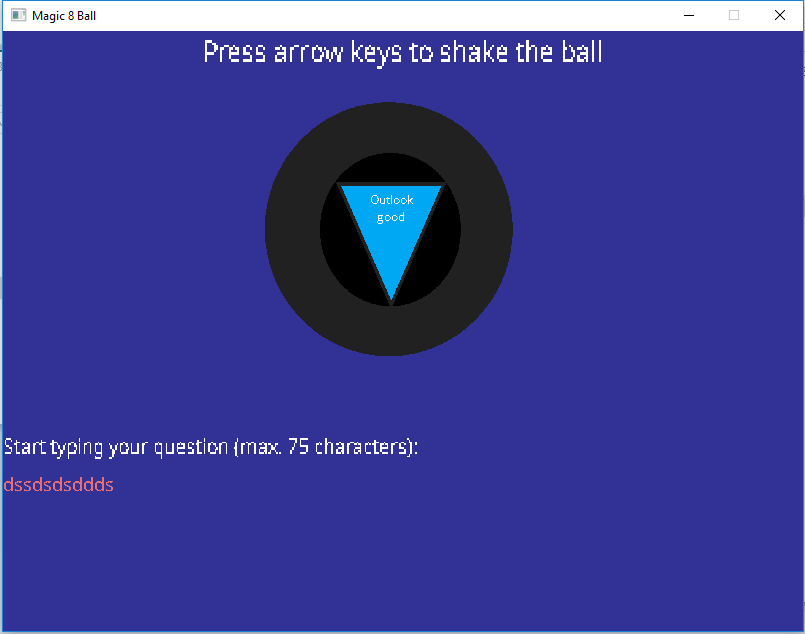 Magic 8 Ball
Press arrow keys to shake the ball
Outlook
good
Start typing your question (max. 75 characters):
dssdsdsddds